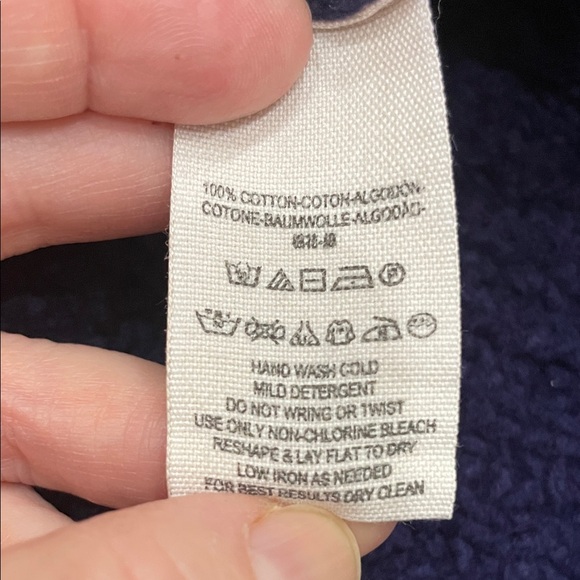 100% COTTON-COTON-ALGODÓN-
COTONE-BAUMWOLLE-ALGODÃO-
HAND WASH COLD
MILD DETERGENT
DO NOT WRING OR TWIST
USE ONLY NON-CHLORINE BLEACH
RESHAPE & LAY FLAT TO DRY
LOW IRON AS NEEDED
FOR BEST RESULTS DRY CLEAN